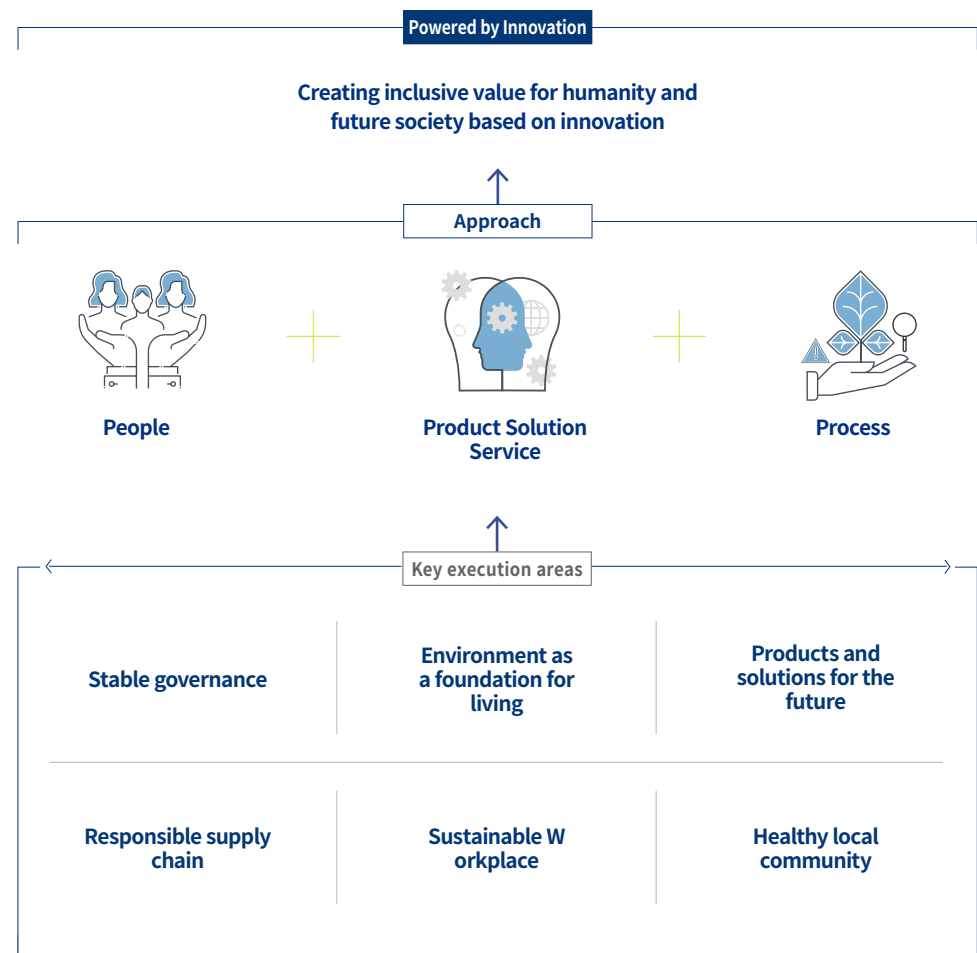 Powered by Innovation
Creating inclusive value for humanity and
future society based on innovation
Approach
People
Product Solution
Service
Process
Key execution areas
Stable governance
Environment as
a foundation for
living
Products and
solutions for the
future
Responsible supply
chain
Sustainable W
orkplace
Healthy local
community